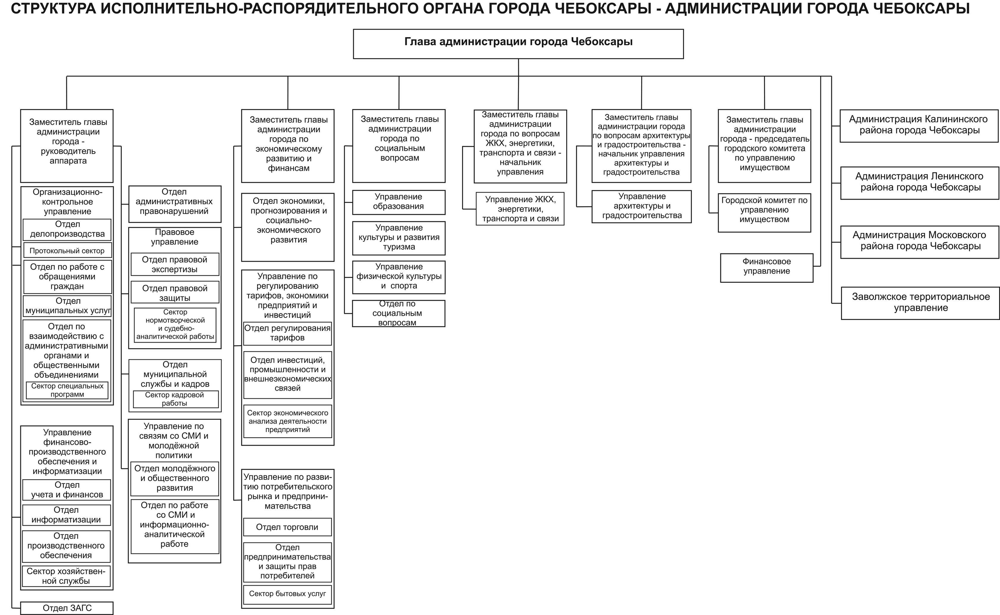 СТРУКТУРА ИСПОЛНИТЕЛЬНО-РАСПОРЯДИТЕЛЬНОГО ОРГАНА ГОРОДА ЧЕБОКСАРЫ - АДМИНИСТРАЦИИ ГОРОДА ЧЕБОКСАРЫ
Глава администрации города Чебоксары
Заместитель главы
администрации
города -
руководитель
аппарата
Организационно-
контрольное
управление
Отдел
делопроизводства
Протокольный сектор
Отдел по работе с
обращениями
граждан
Отдел
муниципальных услуг
Отдел по
взаимодействию с
административными
органами и
общественными
объединениями
Сектор специальных
программ
Управление
финансово-
производственного
обеспечения и
информатизации
Отдел
учета и финансов
Отдел
информатизации
Отдел
производственного
обеспечения
Сектор хозяйствен-
ной службы
Отдел ЗАГС
Отдел
административных
правонарушений
Правовое
управление
Отдел правовой
экспертизы
Отдел правовой
защиты
Сектор
нормотворческой
и судебно-
аналитической работы
Отдел
муниципальной
службы и кадров
Сектор кадровой
работы
Управление по
связям со СМИ и
молодёжной
политики
Отдел молодёжного
и общественного
развития
Отдел по работе
со СМИ и
информационно-
аналитической
работе
Заместитель главы
администрации
города по
экономическому
развитию и
финансам
Отдел экономики,
прогнозирования и
социально-
экономического
развития
Управление по
регулированию
тарифов, экономики
предприятий и
инвестиций
Отдел регулирования
тарифов
Отдел инвестиций,
промышленности и
внешнеэкономических
связей
Сектор экономического
анализа деятельности
предприятий
Управление по разви-
тию потребительского
рынка и предприни-
мательства
Отдел торговли
Отдел
предпринимательства
и защиты прав
потребителей
Сектор бытовых услуг
Заместитель главы
администрации
города по
социальным
вопросам
Управление
образования
Управление
культуры и развития
туризма
Управление
физической культуры
и спорта
Отдел по
социальным
вопросам
Заместитель главы
администрации
города по вопросам
ЖКХ, энергетики,
транспорта и связи -
начальник
управления
Управление ЖКХ,
энергетики,
транспорта и связи
Заместитель главы
администрации города
по вопросам архитектуры
и градостроительства -
начальник управления
архитектуры и
градостроительства
Управление
архитектуры и
градостроительства
Заместитель главы
администрации
города - председатель
городского комитета
по управлению
имуществом
Городской комитет по
управлению
имуществом
Финансовое
управление
Администрация Калининского
района города Чебоксары
Администрация Ленинского
района города Чебоксары
Администрация Московского
района города Чебоксары
Заволжское территориальное
управление